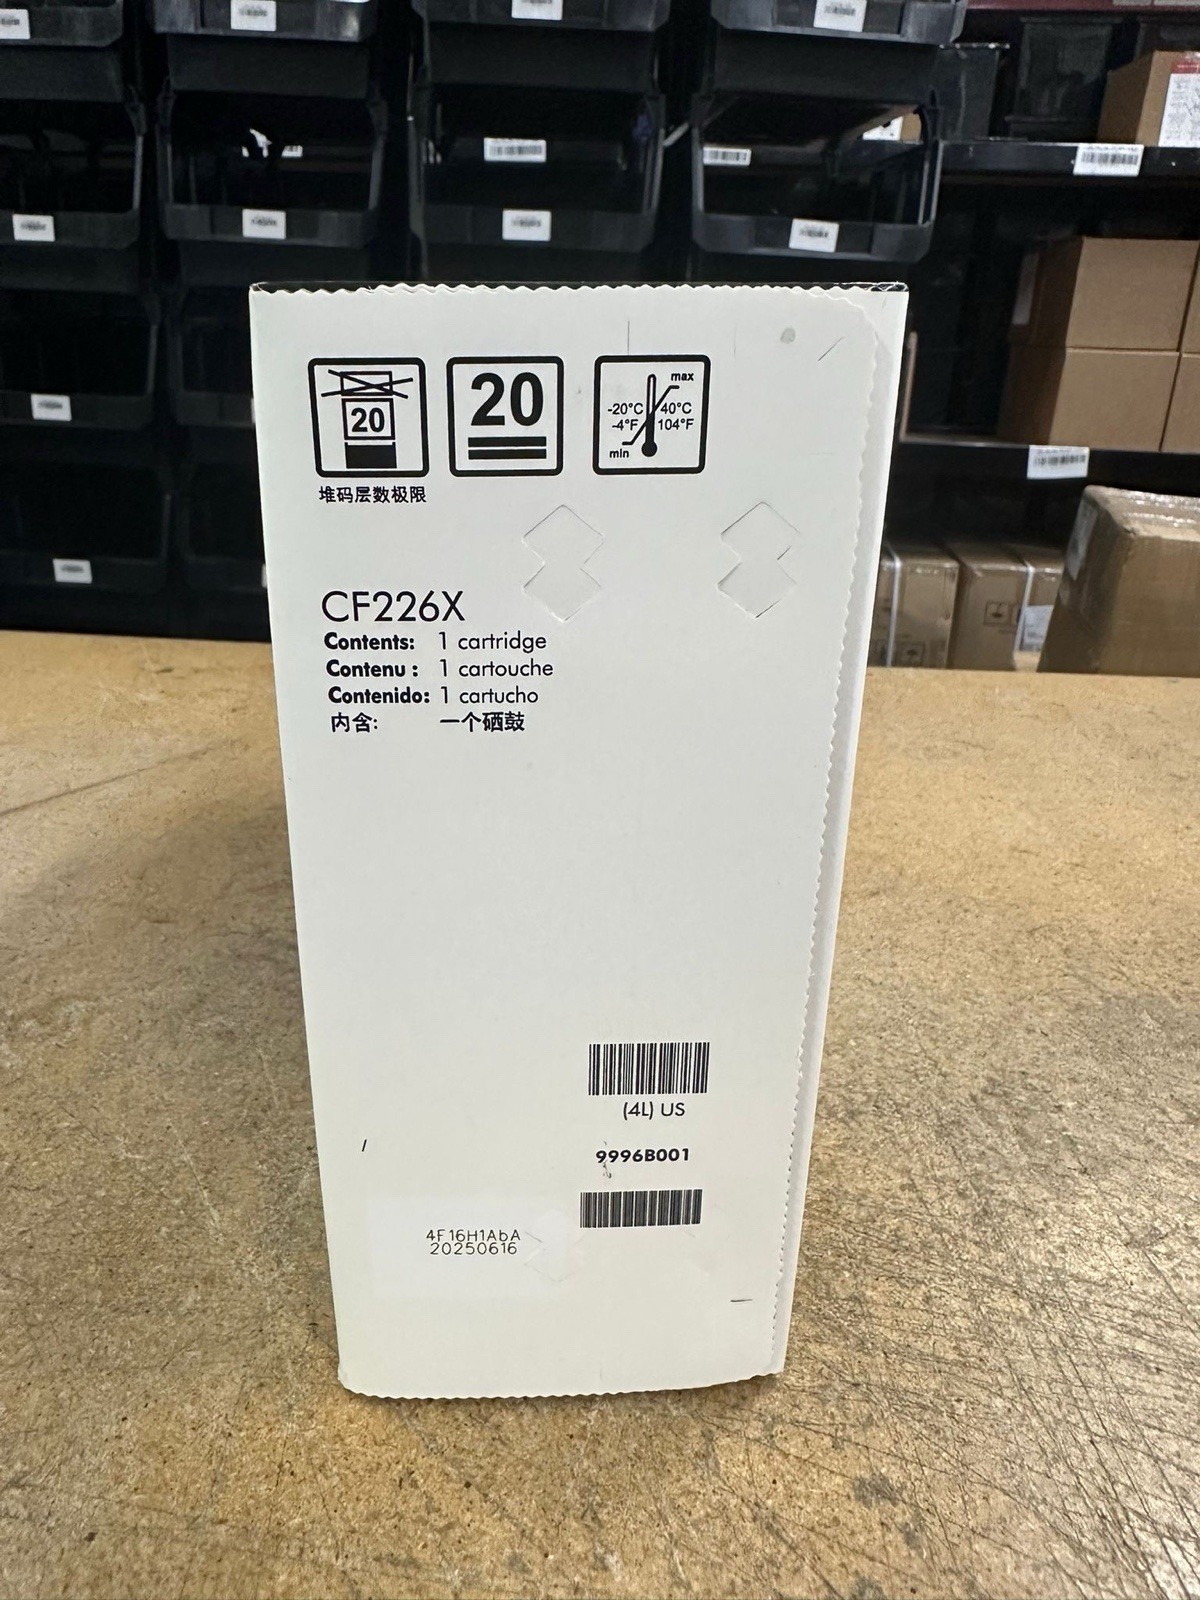 20
20
max
-20°C 40°C
-4°F 104°F
min
堆码层数极限
CF226X
Contents: 1 cartridge
Contenu : 1 cartouche
Contenido: 1 cartucho
内含: 一个硒鼓
(4L) US
9996B001
4F16H1AbA
20250616